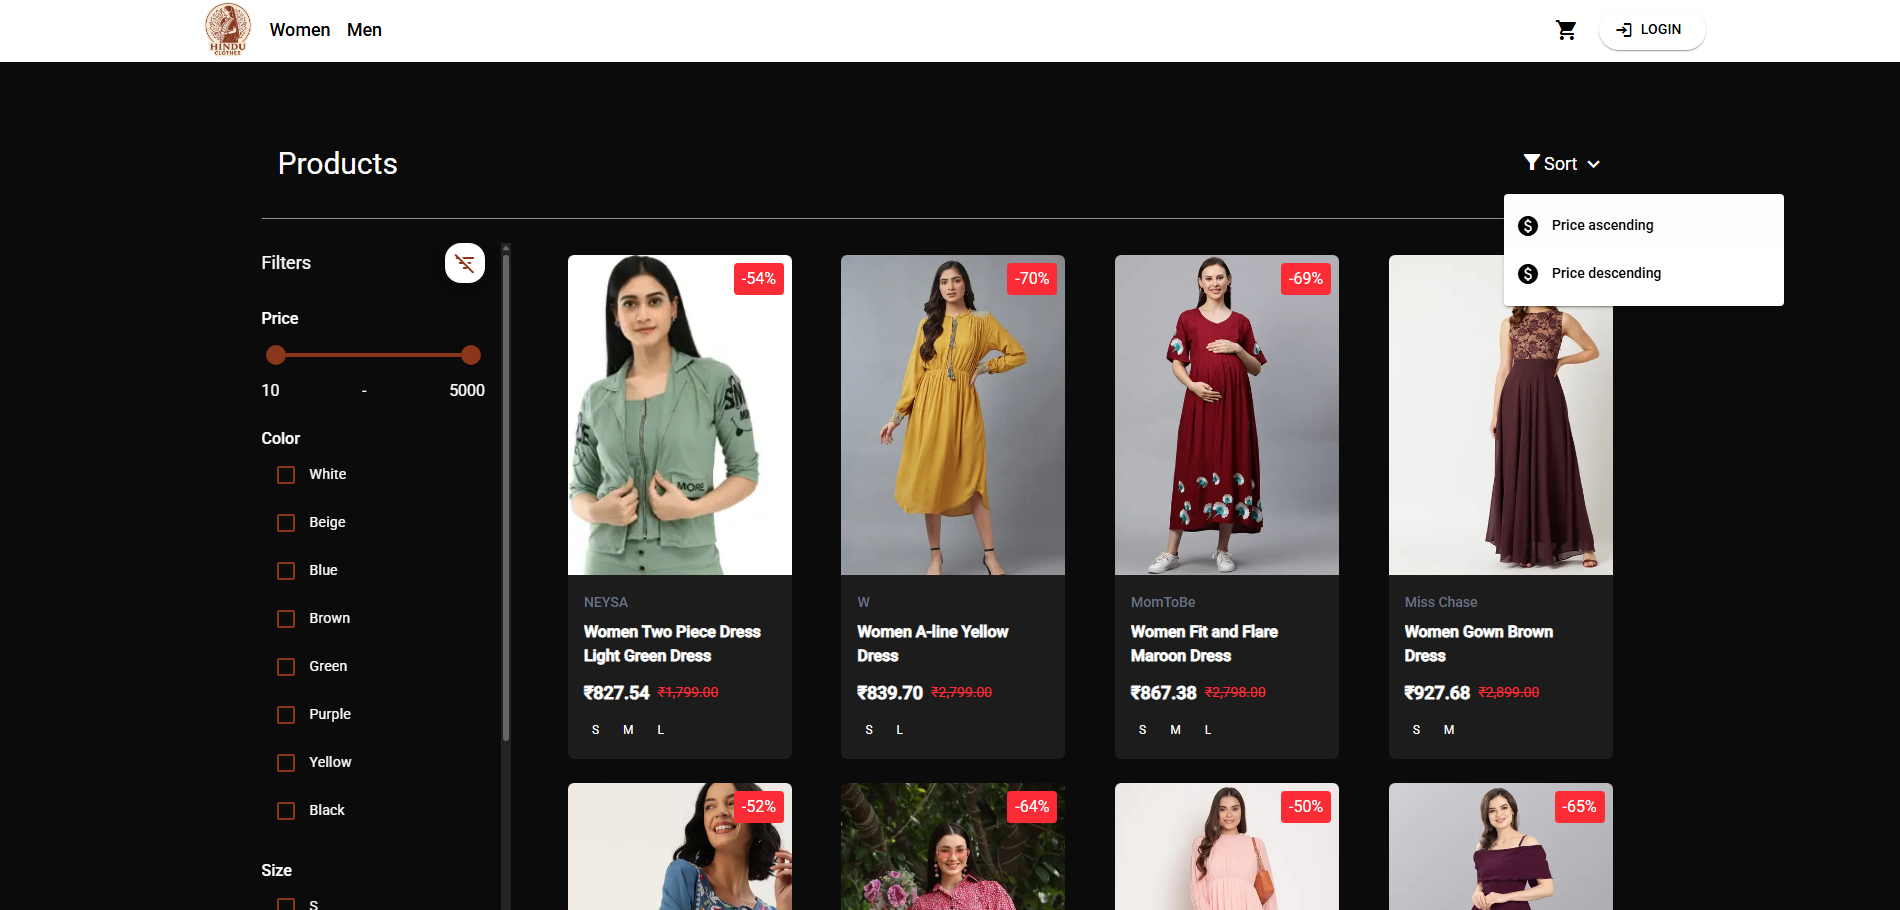 HINDU
CLOTHES
Women
Men
LOGIN
Products
Sort
Price ascending
Price descending
Filters
Price
10 - 5000
Color
White
Beige
Blue
Brown
Green
Purple
Yellow
Black
Size
S
-54%
MORE
NEYSA
Women Two Piece Dress
Light Green Dress
₹827.54 ₹1,799.00
S M L
-70%
W
Women A-line Yellow
Dress
₹839.70 ₹2,799.00
S L
-69%
MomToBe
Women Fit and Flare
Maroon Dress
₹867.38 ₹2,798.00
S M L
Miss Chase
Women Gown Brown
Dress
₹927.68 ₹2,899.00
S M
-52%
-64%
-50%
-65%